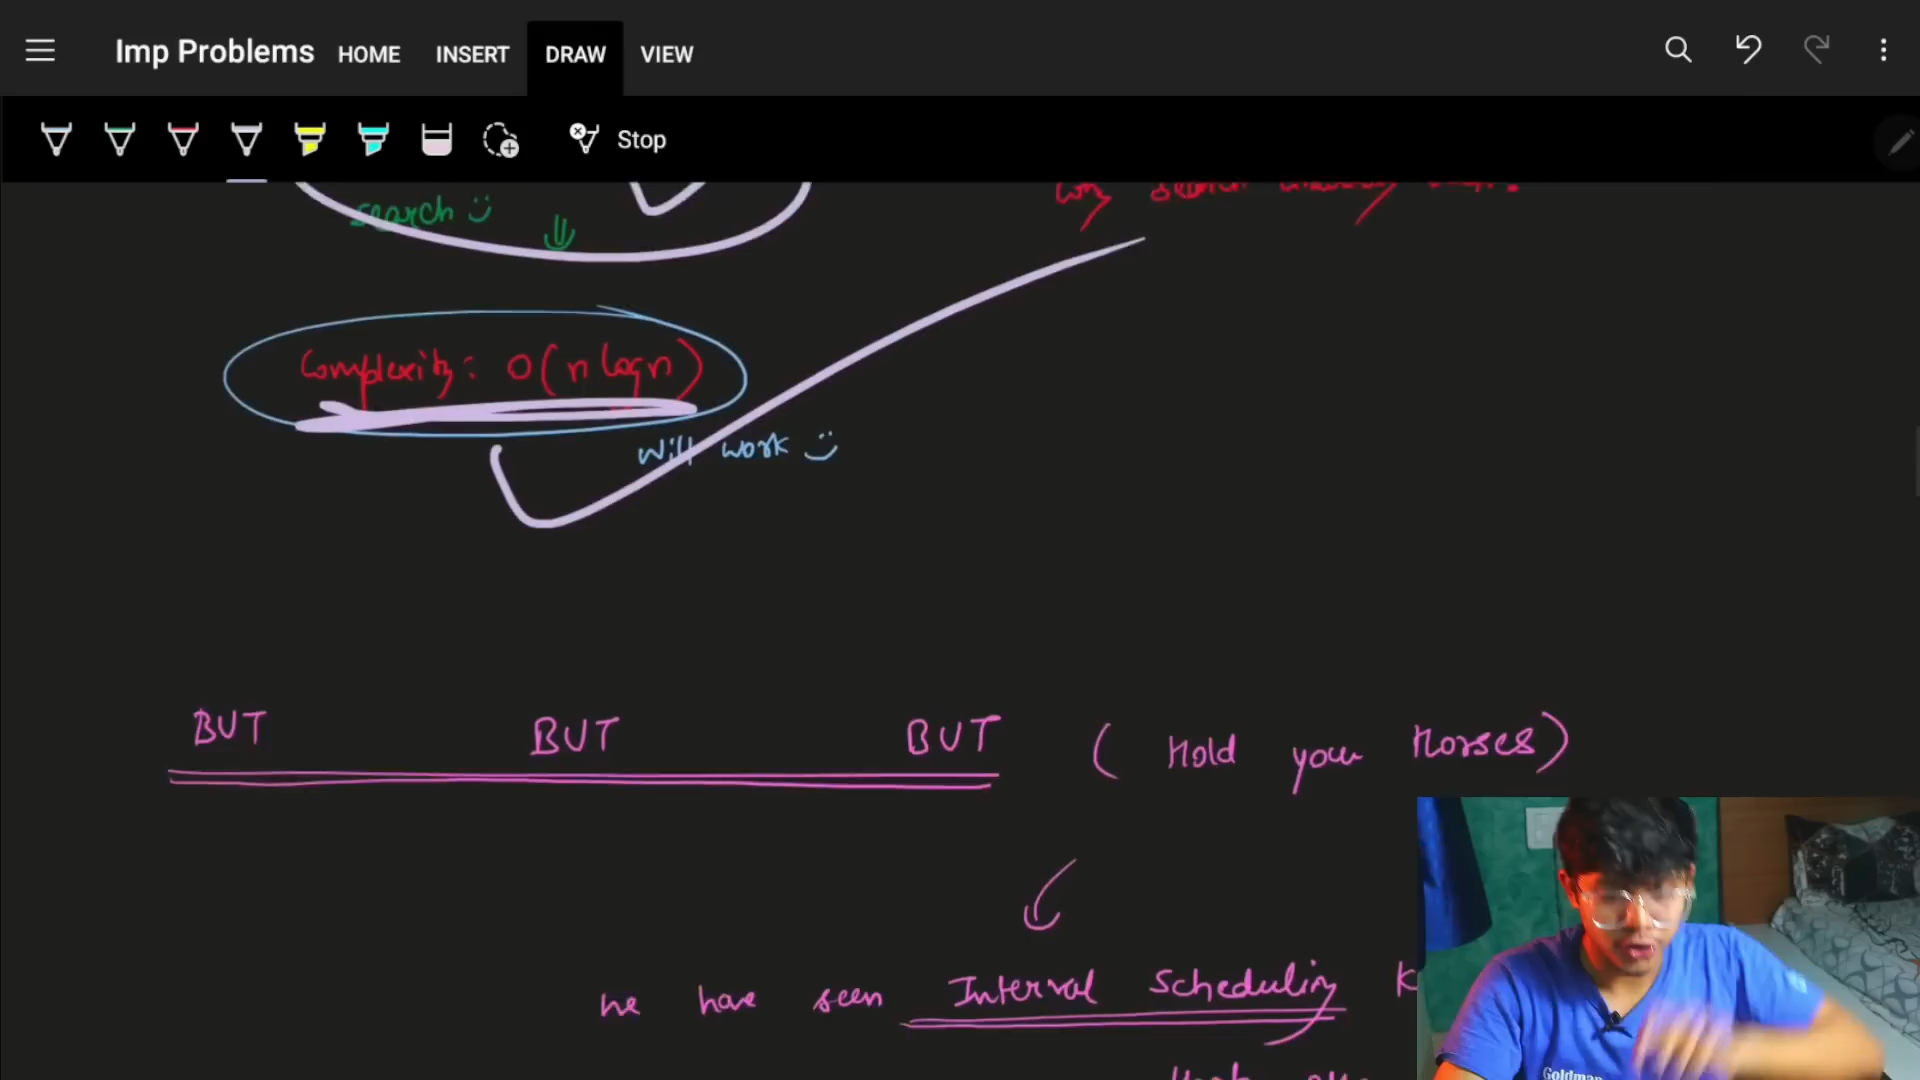 Imp Problems HOME INSERT DRAW VIEW
Stop
search
Complexity: O(n logn)
will work
BUT BUT BUT (Hold your Horses)
we have seen Interval Scheduling
Goldman